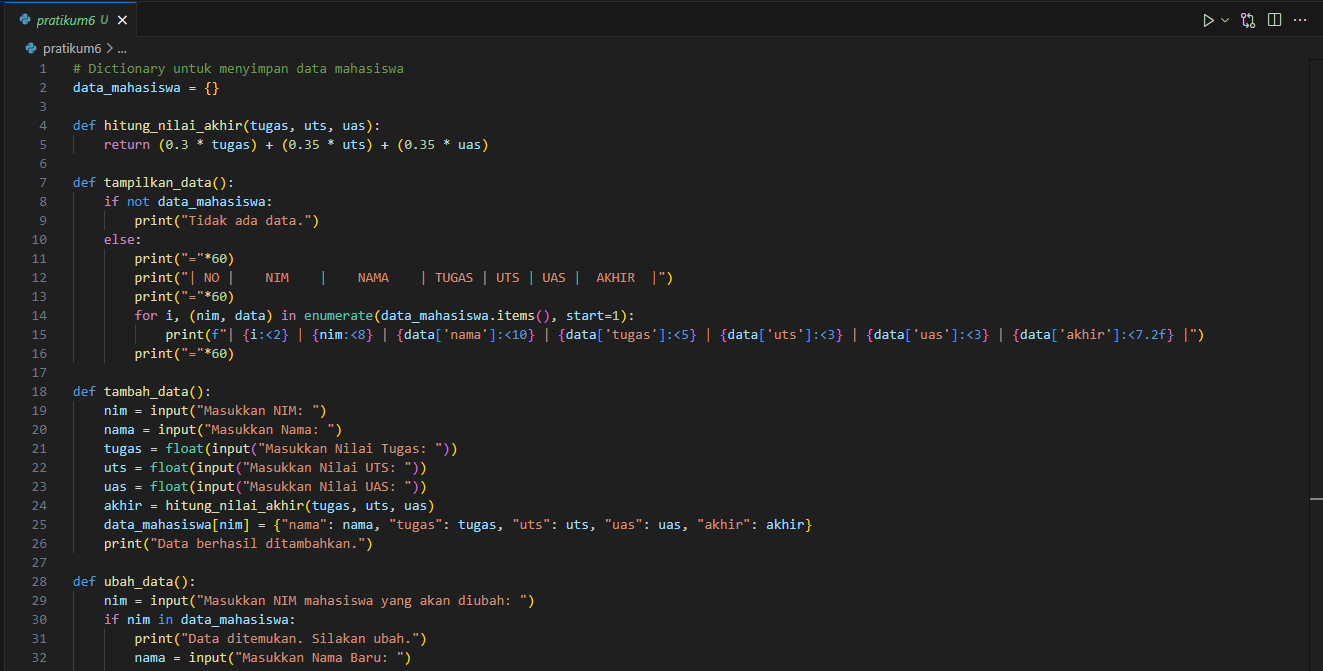 pratikum6 U
pratikum6 > ...
1 # Dictionary untuk menyimpan data mahasiswa
2 data_mahasiswa = {}
3
4 def hitung_nilai_akhir(tugas, uts, uas):
5     return (0.3 * tugas) + (0.35 * uts) + (0.35 * uas)
6
7 def tampilkan_data():
8     if not data_mahasiswa:
9         print("Tidak ada data.")
10     else:
11         print("="*60)
12         print("| NO |    NIM    |    NAMA    | TUGAS | UTS | UAS |  AKHIR  |")
13         print("="*60)
14         for i, (nim, data) in enumerate(data_mahasiswa.items(), start=1):
15             print(f"| {i:<2} | {nim:<8} | {data['nama']:<10} | {data['tugas']:<5} | {data['uts']:<3} | {data['uas']:<3} | {data['akhir']:<7.2f} |")
16         print("="*60)
17
18 def tambah_data():
19     nim = input("Masukkan NIM: ")
20     nama = input("Masukkan Nama: ")
21     tugas = float(input("Masukkan Nilai Tugas: "))
22     uts = float(input("Masukkan Nilai UTS: "))
23     uas = float(input("Masukkan Nilai UAS: "))
24     akhir = hitung_nilai_akhir(tugas, uts, uas)
25     data_mahasiswa[nim] = {"nama": nama, "tugas": tugas, "uts": uts, "uas": uas, "akhir": akhir}
26     print("Data berhasil ditambahkan.")
27
28 def ubah_data():
29     nim = input("Masukkan NIM mahasiswa yang akan diubah: ")
30     if nim in data_mahasiswa:
31         print("Data ditemukan. Silakan ubah.")
32         nama = input("Masukkan Nama Baru: ")